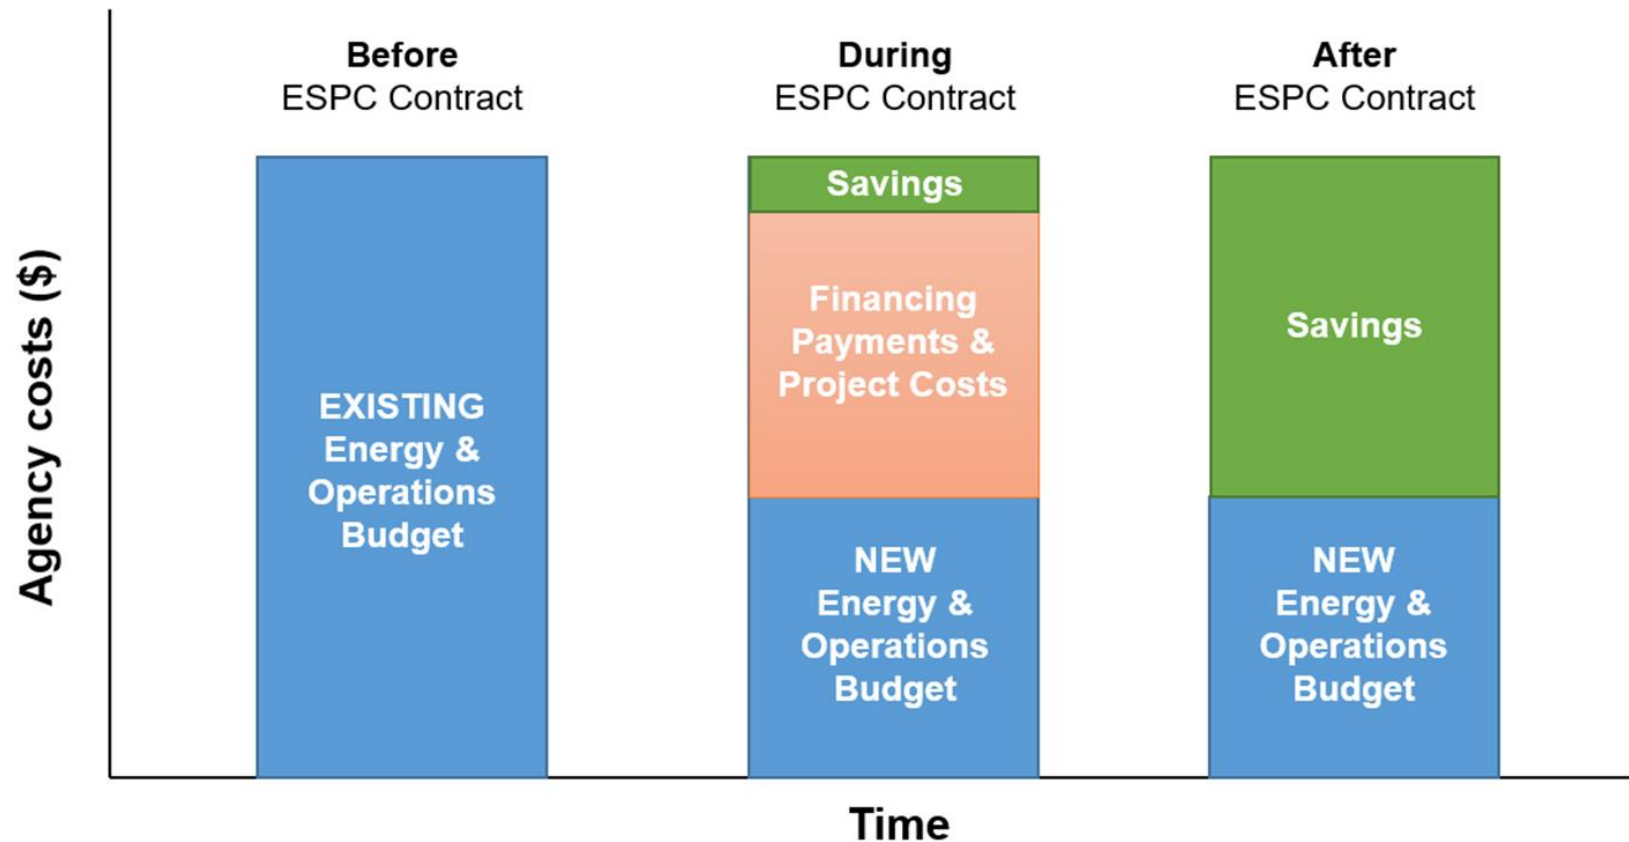 Agency costs ($)
Before
ESPC Contract
EXISTING
Energy &
Operations
Budget
During
ESPC Contract
Savings
Financing
Payments &
Project Costs
NEW
Energy &
Operations
Budget
After
ESPC Contract
Savings
NEW
Energy &
Operations
Budget
Time